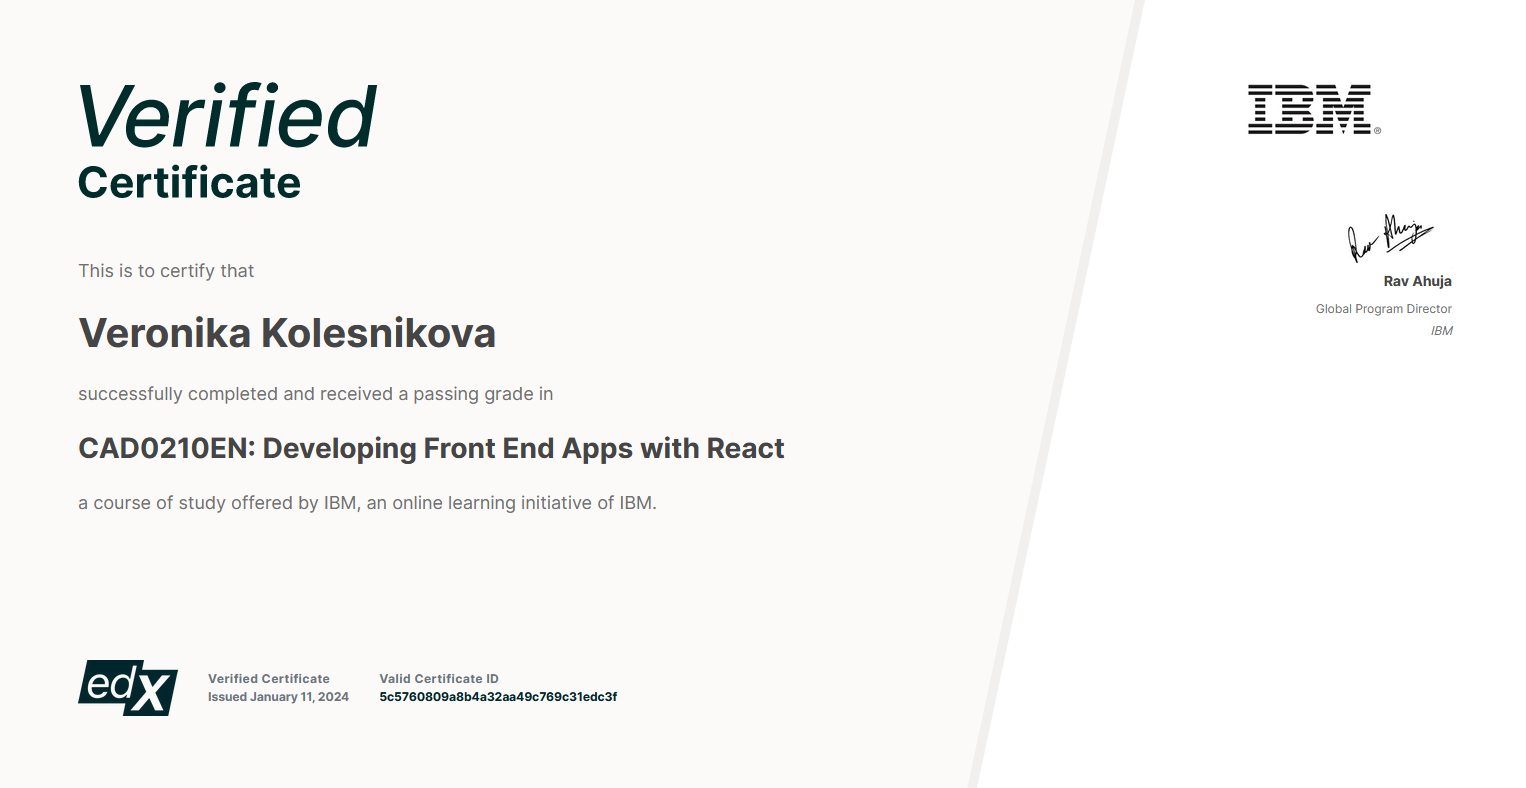 Verified
Certificate
This is to certify that
Veronika Kolesnikova
successfully completed and received a passing grade in
CAD0210EN: Developing Front End Apps with React
a course of study offered by IBM, an online learning initiative of IBM.
edX
Verified Certificate
Issued January 11, 2024
Valid Certificate ID
5c5760809a8b4a32aa49c769c31edc3f
IBM®
Rav Ahuja
Rav Ahuja
Global Program Director
IBM